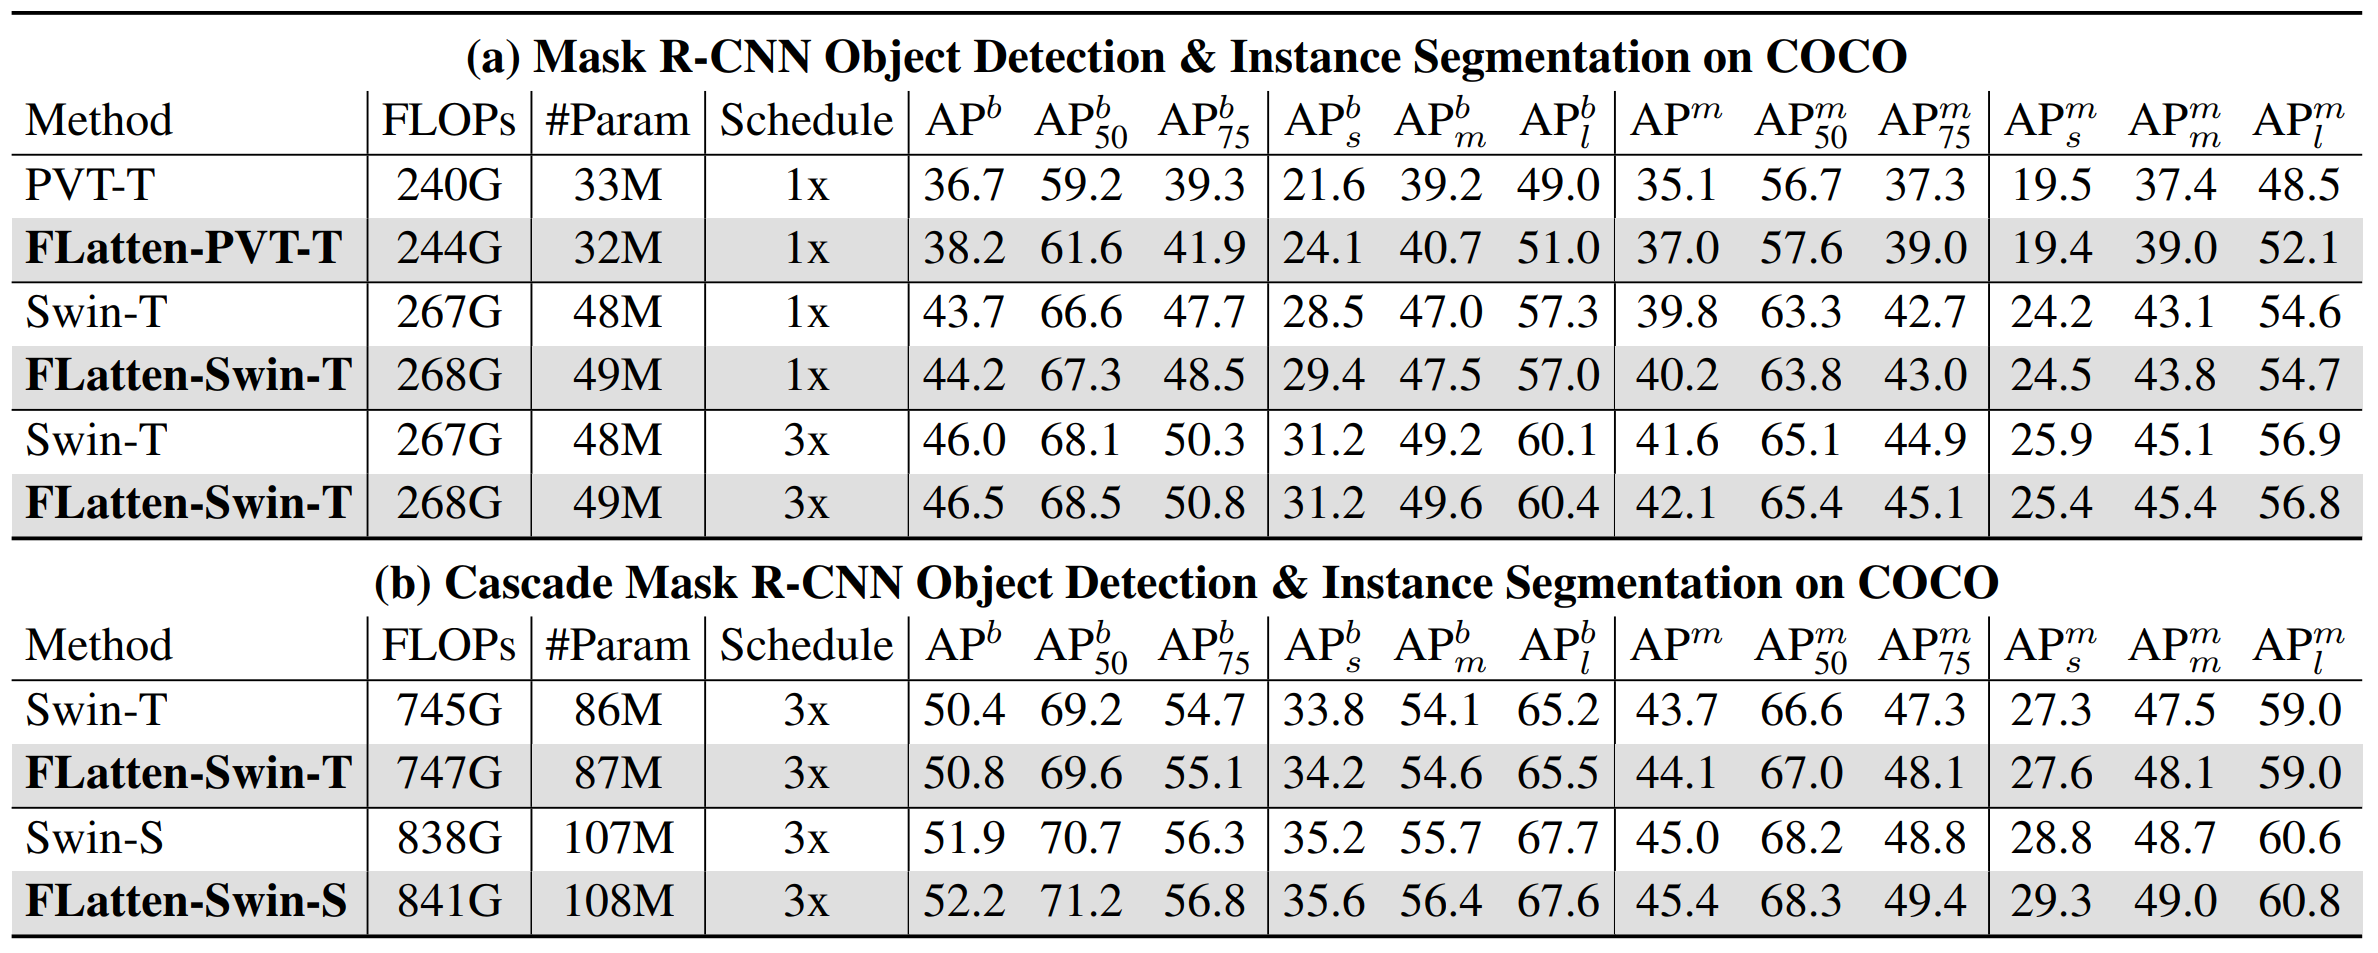 (a) Mask R-CNN Object Detection & Instance Segmentation on COCO
Method FLOPs #Param Schedule AP^b AP^b_50 AP^b_75 AP^b_s AP^b_m AP^b_l AP^m AP^m_50 AP^m_75 AP^m_s AP^m_m AP^m_l
PVT-T 240G 33M 1x 36.7 59.2 39.3 21.6 39.2 49.0 35.1 56.7 37.3 19.5 37.4 48.5
FLatten-PVT-T 244G 32M 1x 38.2 61.6 41.9 24.1 40.7 51.0 37.0 57.6 39.0 19.4 39.0 52.1
Swin-T 267G 48M 1x 43.7 66.6 47.7 28.5 47.0 57.3 39.8 63.3 42.7 24.2 43.1 54.6
FLatten-Swin-T 268G 49M 1x 44.2 67.3 48.5 29.4 47.5 57.0 40.2 63.8 43.0 24.5 43.8 54.7
Swin-T 267G 48M 3x 46.0 68.1 50.3 31.2 49.2 60.1 41.6 65.1 44.9 25.9 45.1 56.9
FLatten-Swin-T 268G 49M 3x 46.5 68.5 50.8 31.2 49.6 60.4 42.1 65.4 45.1 25.4 45.4 56.8
(b) Cascade Mask R-CNN Object Detection & Instance Segmentation on COCO
Method FLOPs #Param Schedule AP^b AP^b_50 AP^b_75 AP^b_s AP^b_m AP^b_l AP^m AP^m_50 AP^m_75 AP^m_s AP^m_m AP^m_l
Swin-T 745G 86M 3x 50.4 69.2 54.7 33.8 54.1 65.2 43.7 66.6 47.3 27.3 47.5 59.0
FLatten-Swin-T 747G 87M 3x 50.8 69.6 55.1 34.2 54.6 65.5 44.1 67.0 48.1 27.6 48.1 59.0
Swin-S 838G 107M 3x 51.9 70.7 56.3 35.2 55.7 67.7 45.0 68.2 48.8 28.8 48.7 60.6
FLatten-Swin-S 841G 108M 3x 52.2 71.2 56.8 35.6 56.4 67.6 45.4 68.3 49.4 29.3 49.0 60.8